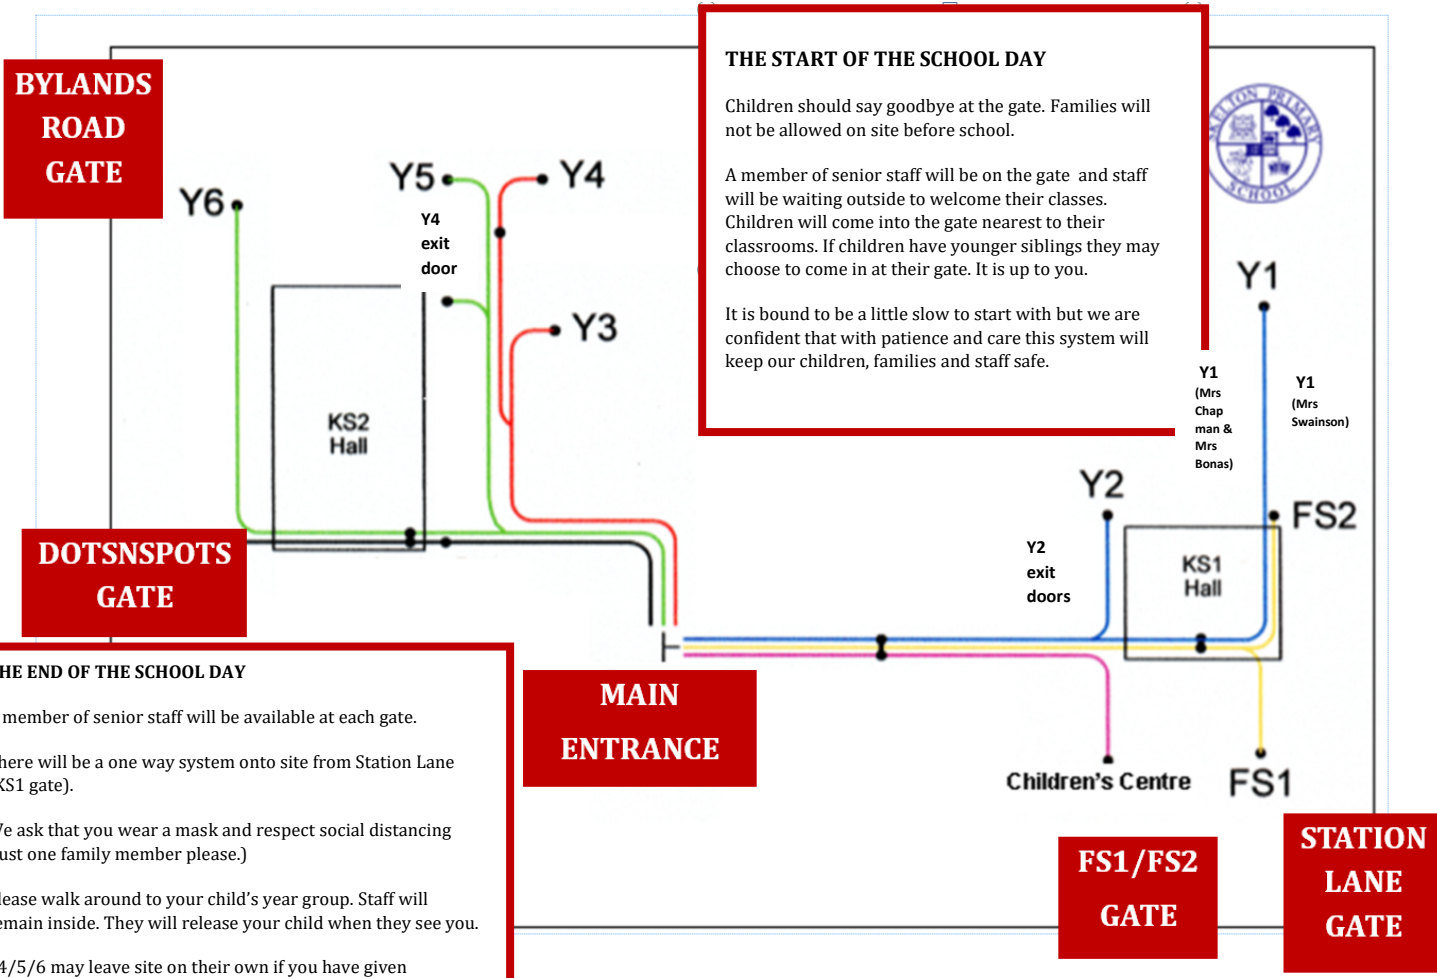 THE START OF THE SCHOOL DAY
Children should say goodbye at the gate. Families will
not be allowed on site before school.
A member of senior staff will be on the gate and staff
will be waiting outside to welcome their classes.
Children will come into the gate nearest to their
classrooms. If children have younger siblings they may
choose to come in at their gate. It is up to you.
It is bound to be a little slow to start with but we are
confident that with patience and care this system will
keep our children, families and staff safe.
SKELTON PRIMARY
SCHOOL
BYLANDS
ROAD
GATE
Y6
Y5
Y4
Y4
exit
door
Y3
KS2
Hall
Y1
Y1
(Mrs
Chap
man &
Mrs
Bonas)
Y1
(Mrs
Swainson)
Y2
FS2
Y2
exit
doors
KS1
Hall
DOTSNSPOTS
GATE
MAIN
ENTRANCE
Children's Centre
FS1
FS1/FS2
GATE
STATION
LANE
GATE
HE END OF THE SCHOOL DAY
member of senior staff will be available at each gate.
here will be a one way system onto site from Station Lane
KS1 gate).
We ask that you wear a mask and respect social distancing
ust one family member please.)
lease walk around to your child's year group. Staff will
emain inside. They will release your child when they see you.
4/5/6 may leave site on their own if you have given